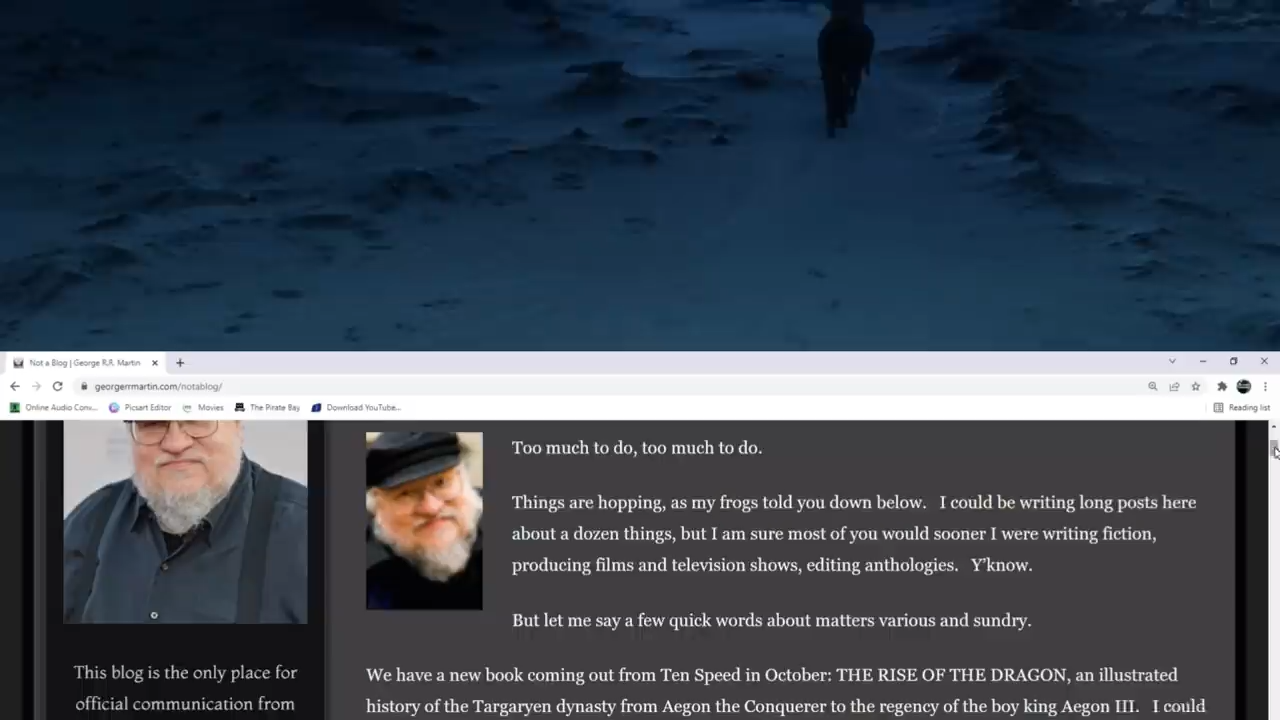 Not a Blog | George R.R. Martin
georgerrmartin.com/notablog/
Online Audio Conv... Picsart Editor Movies The Pirate Bay Download YouTube... Reading list
Too much to do, too much to do.
Things are hopping, as my frogs told you down below. I could be writing long posts here
about a dozen things, but I am sure most of you would sooner I were writing fiction,
producing films and television shows, editing anthologies. Y'know.
But let me say a few quick words about matters various and sundry.
We have a new book coming out from Ten Speed in October: THE RISE OF THE DRAGON, an illustrated
history of the Targaryen dynasty from Aegon the Conquerer to the regency of the boy king Aegon III. I could
This blog is the only place for
official communication from